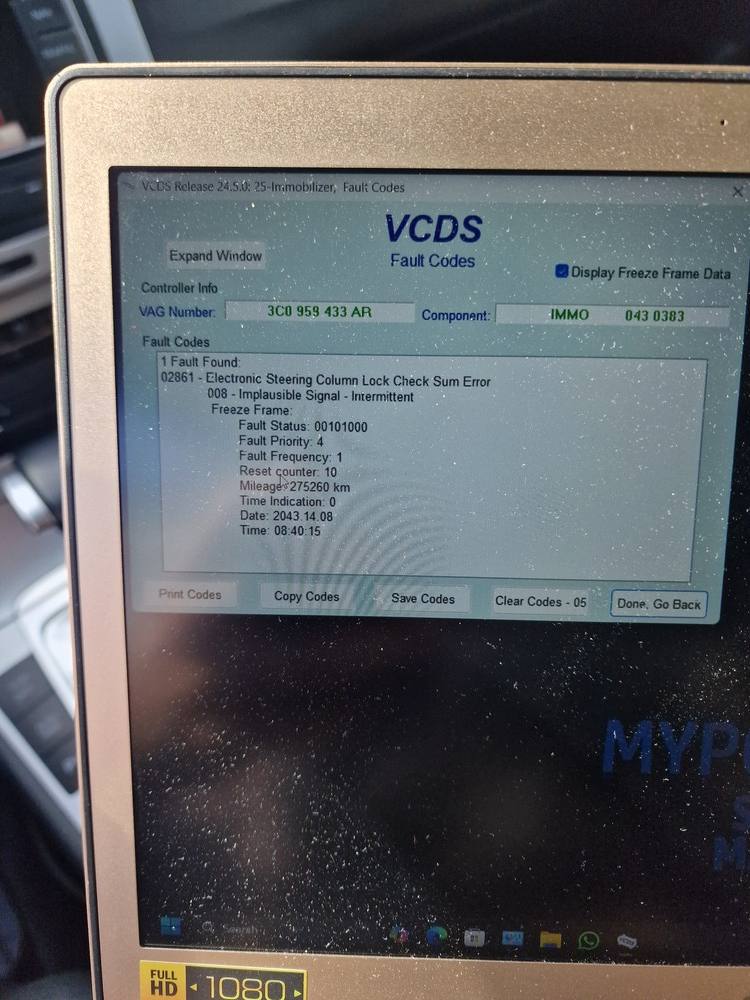 VCDS Release 24.5.0: 25-Immobilizer, Fault Codes
VCDS
Fault Codes
Expand Window
Display Freeze Frame Data
Controller Info
VAG Number: 3C0 959 433 AR Component: IMMO 043 0383
Fault Codes
1 Fault Found:
02861 - Electronic Steering Column Lock Check Sum Error
008 - Implausible Signal - Intermittent
Freeze Frame:
Fault Status: 00101000
Fault Priority: 4
Fault Frequency: 1
Reset counter: 10
Mileage: 275260 km
Time Indication: 0
Date: 2043.14.08
Time: 08:40:15
Print Codes Copy Codes Save Codes Clear Codes - 05 Done, Go Back
Search
FULL HD 1080